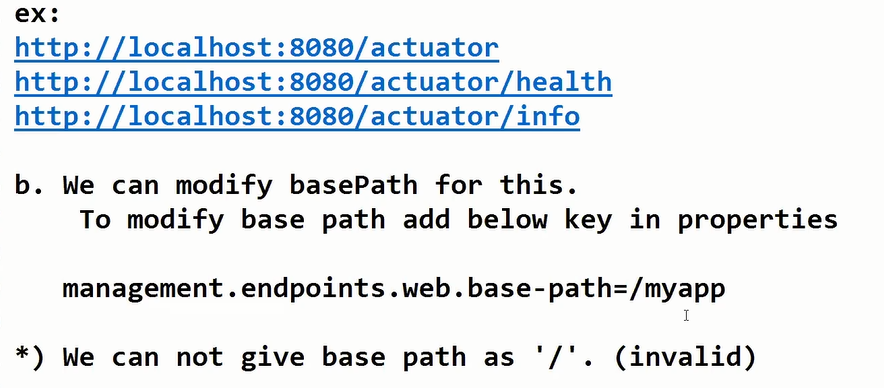 ex:
http://localhost:8080/actuator
http://localhost:8080/actuator/health
http://localhost:8080/actuator/info
b. We can modify basePath for this.
To modify base path add below key in properties
management.endpoints.web.base-path=/myapp
*) We can not give base path as '/'. (invalid)